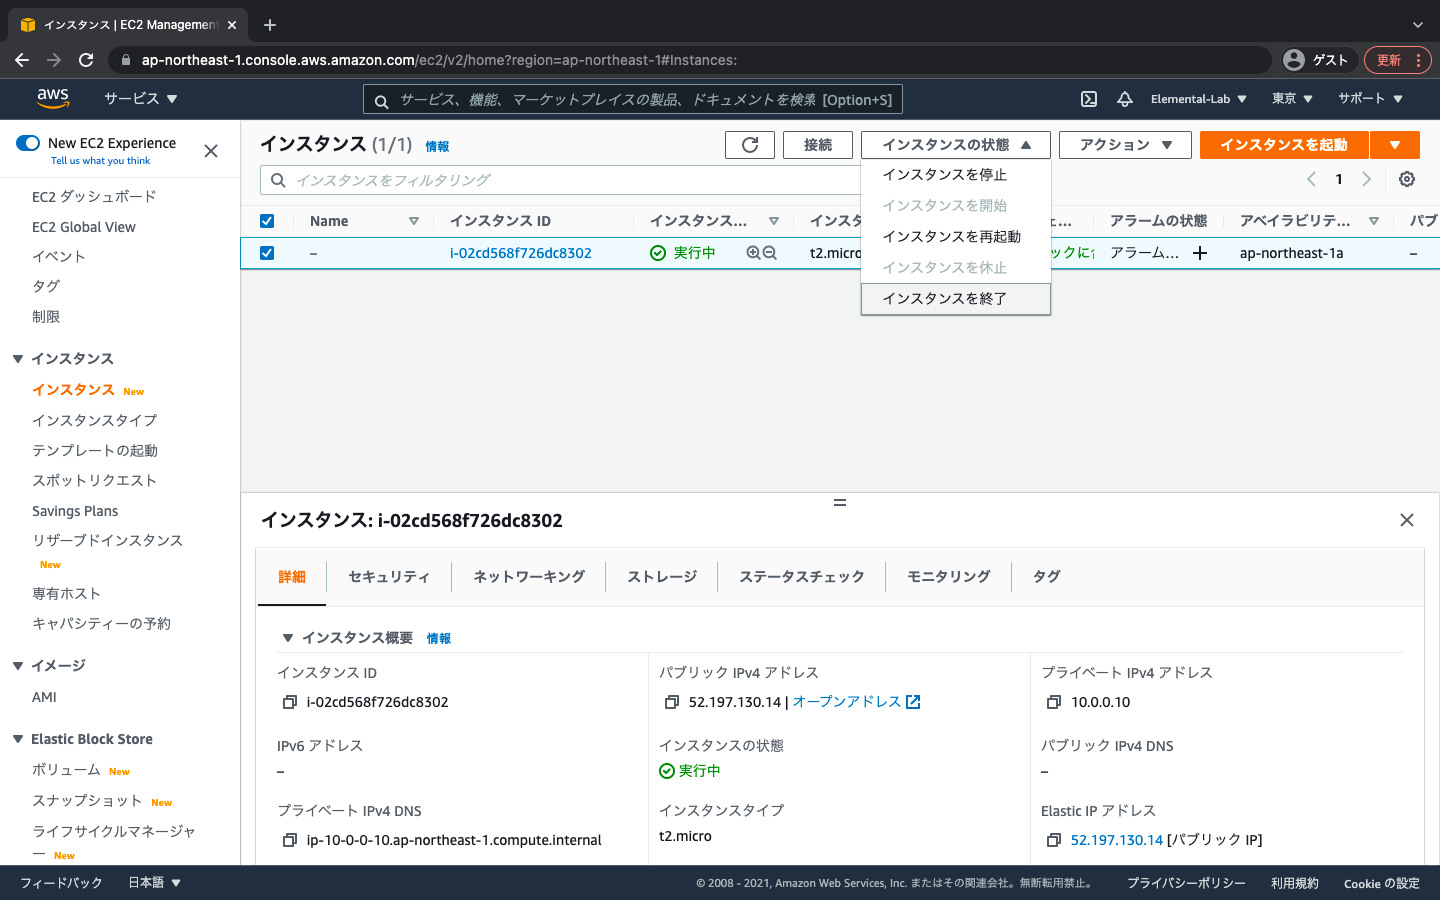 インスタンス | EC2 Management
ap-northeast-1.console.aws.amazon.com/ec2/v2/home?region=ap-northeast-1#Instances:
ゲスト
更新
aws
サービス
サービス、機能、マーケットプレイスの製品、ドキュメントを検索 [Option+S]
Elemental-Lab
東京
サポート
New EC2 Experience
Tell us what you think
EC2 ダッシュボード
EC2 Global View
イベント
タグ
制限
インスタンス
インスタンス New
インスタンスタイプ
テンプレートの起動
スポットリクエスト
Savings Plans
リザーブドインスタンス
New
専有ホスト
キャパシティーの予約
イメージ
AMI
Elastic Block Store
ボリューム New
スナップショット New
ライフサイクルマネージャ
ー New
インスタンス (1/1) 情報
接続
インスタンスの状態
アクション
インスタンスを起動
インスタンスをフィルタリング
1
インスタンスを停止
インスタンスを開始
インスタンスを再起動
インスタンスを休止
インスタンスを終了
Name
インスタンス ID
インスタンス...
インスタ
ェ...
アラームの状態
アベイラビリテ...
パブ
–
i-02cd568f726dc8302
実行中
t2.micro
ックに
アラーム...
ap-northeast-1a
–
インスタンス: i-02cd568f726dc8302
詳細
セキュリティ
ネットワーキング
ストレージ
ステータスチェック
モニタリング
タグ
インスタンス概要 情報
インスタンス ID
i-02cd568f726dc8302
パブリック IPv4 アドレス
52.197.130.14 | オープンアドレス
プライベート IPv4 アドレス
10.0.0.10
IPv6 アドレス
–
インスタンスの状態
実行中
パブリック IPv4 DNS
–
プライベート IPv4 DNS
ip-10-0-0-10.ap-northeast-1.compute.internal
インスタンスタイプ
t2.micro
Elastic IP アドレス
52.197.130.14 [パブリック IP]
フィードバック
日本語
© 2008 - 2021, Amazon Web Services, Inc. またはその関連会社。無断転用禁止。
プライバシーポリシー
利用規約
Cookie の設定